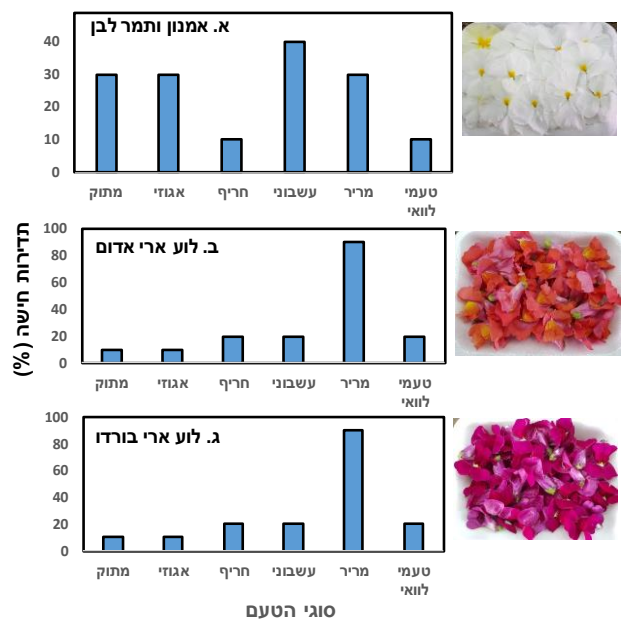 א. אמנון ותמר לבן
40
30
20
10
0
מתוק אגוזי חריף עשבוני מריר טעמי
לוואי
תדירות חישה (%)
ב. לוע ארי אדום
100
80
60
40
20
0
מתוק אגוזי חריף עשבוני מריר טעמי
לוואי
ג. לוע ארי בורדו
100
80
60
40
20
0
מתוק אגוזי חריף עשבוני מריר טעמי
לוואי
סוגי הטעם